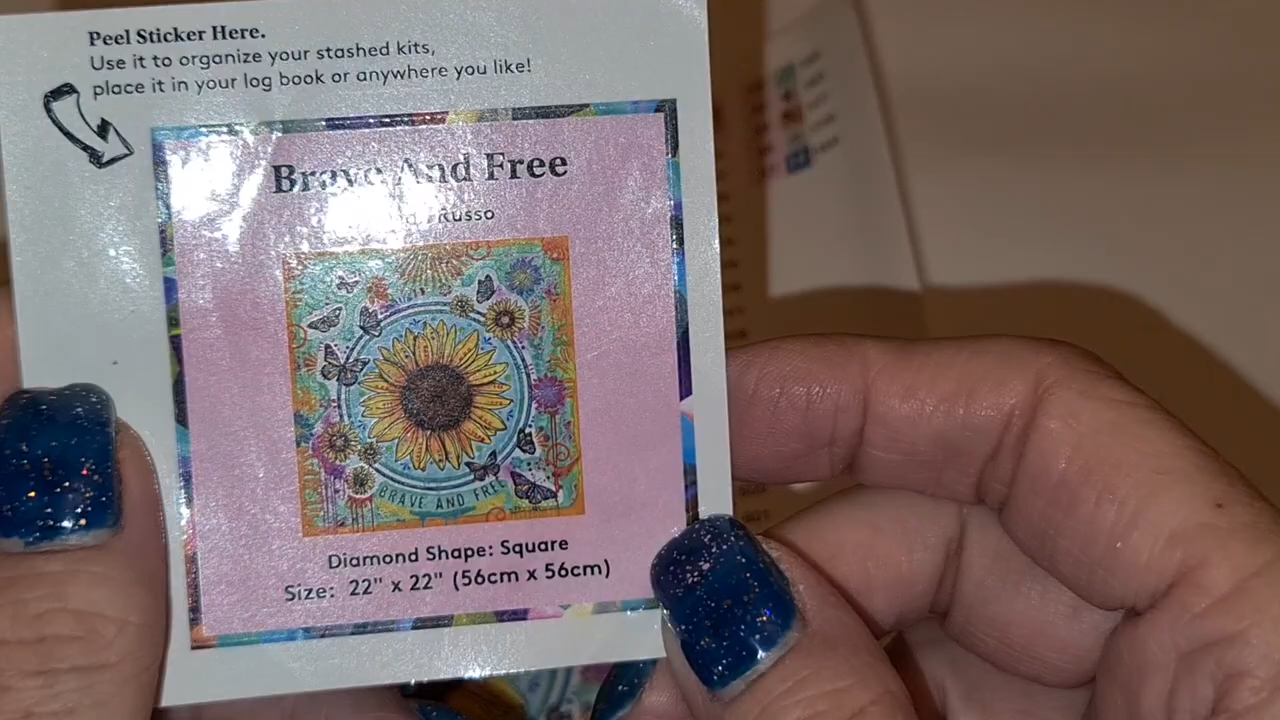 Peel Sticker Here.
Use it to organize your stashed kits,
place it in your log book or anywhere you like!
Brave And Free
Russo
BRAVE AND FREE
Diamond Shape: Square
Size: 22" x 22" (56cm x 56cm)